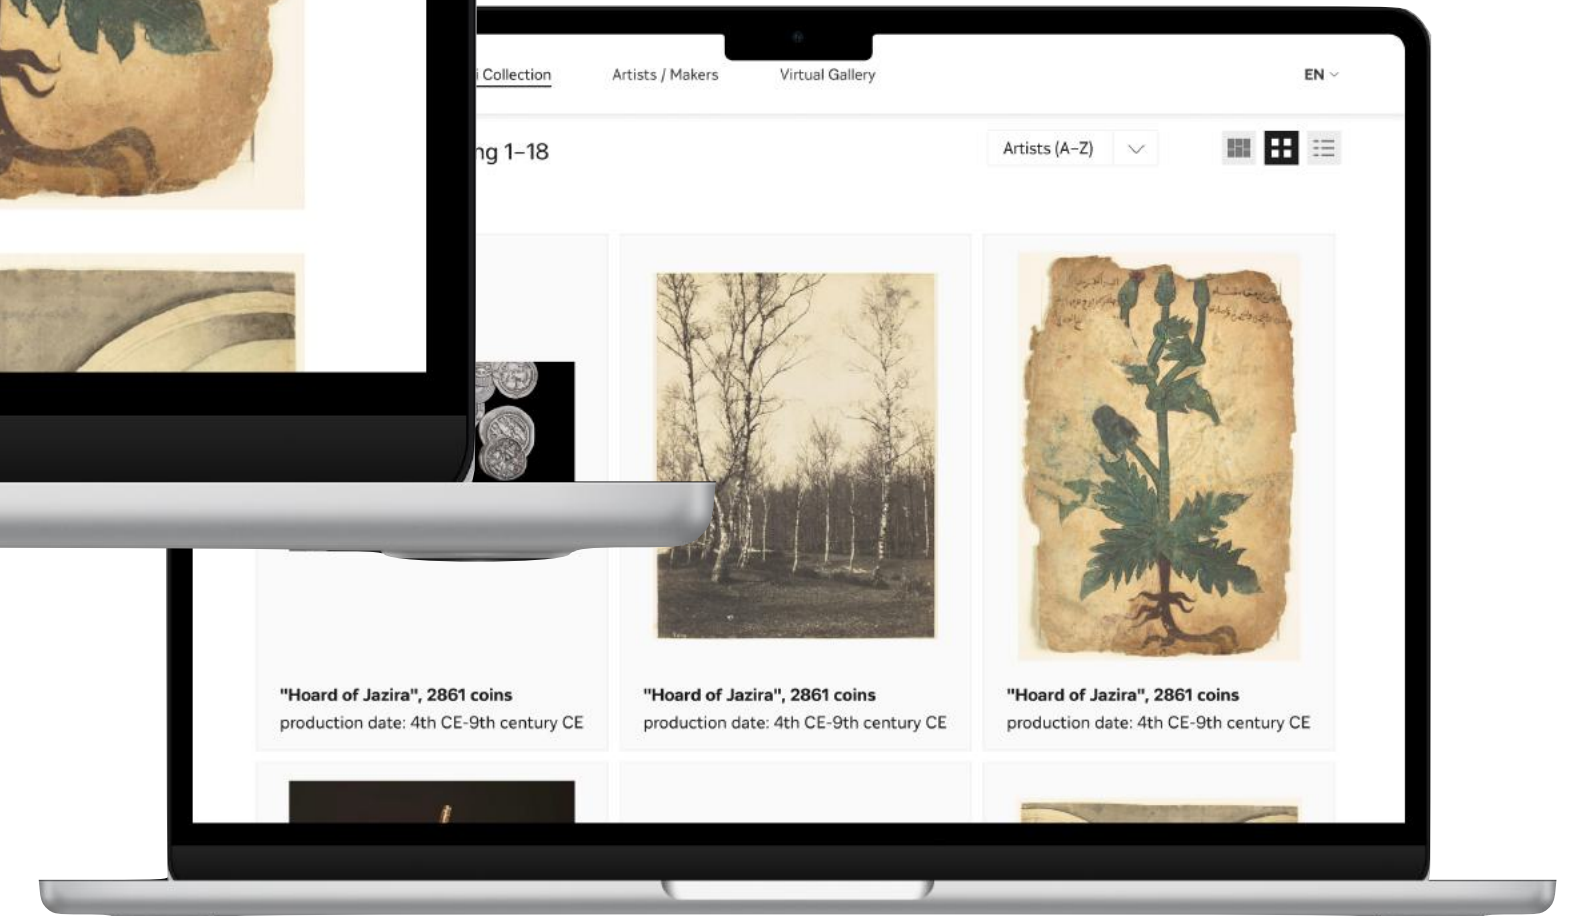 i Collection
Artists / Makers
Virtual Gallery
EN
ng 1–18
Artists (A–Z)
"Hoard of Jazira", 2861 coins
production date: 4th CE-9th century CE
"Hoard of Jazira", 2861 coins
production date: 4th CE-9th century CE
"Hoard of Jazira", 2861 coins
production date: 4th CE-9th century CE